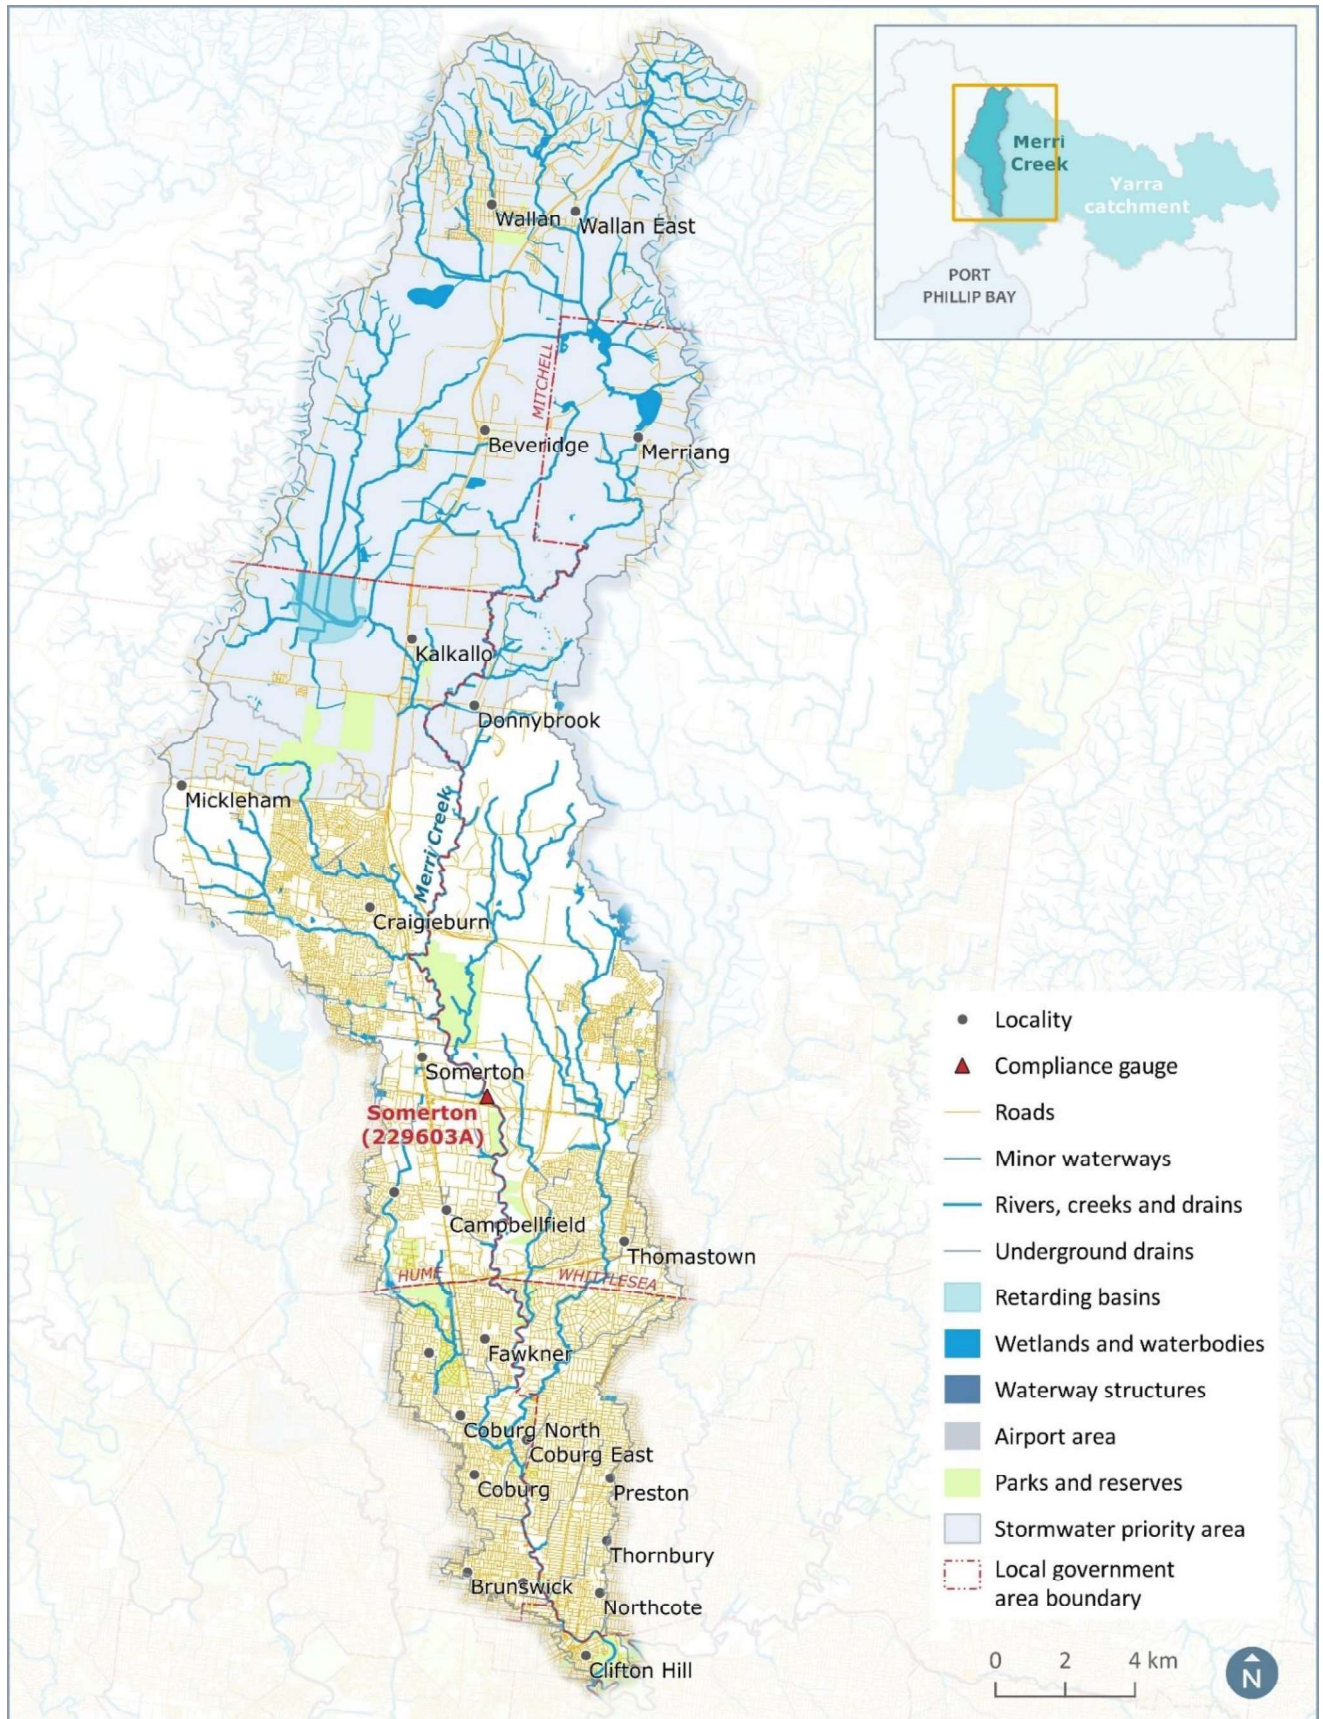 Merri
Creek
Yarra
catchment
PORT
PHILLIP BAY
Wallan
Wallan East
MITCHELL
Beveridge
Merriang
Kalkallo
Donnybrook
Mickleham
Merri Creek
Craigieburn
Somerton
Somerton
(229603A)
Campbellfield
Thomastown
HUME
WHITTLESEA
Fawkner
Coburg North
Coburg East
Coburg
Preston
Thornbury
Brunswick
Northcote
Clifton Hill
Locality
Compliance gauge
Roads
Minor waterways
Rivers, creeks and drains
Underground drains
Retarding basins
Wetlands and waterbodies
Waterway structures
Airport area
Parks and reserves
Stormwater priority area
Local government
area boundary
0 2 4 km
N